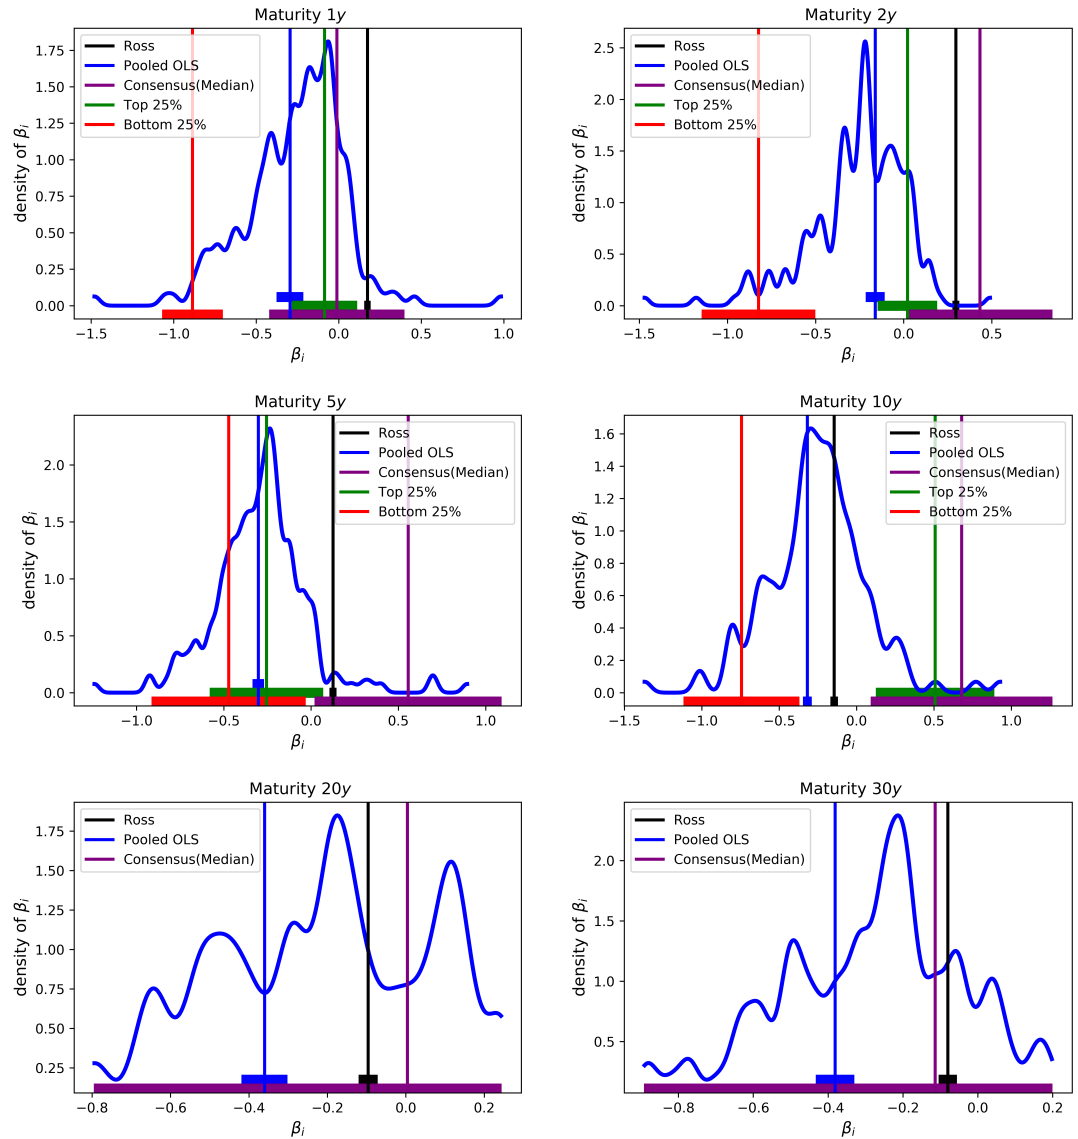 Maturity 1y
Ross
Pooled OLS
Consensus(Median)
Top 25%
Bottom 25%
density of βi
1.75
1.50
1.25
1.00
0.75
0.50
0.25
0.00
−1.5 −1.0 −0.5 0.0 0.5 1.0
βi
Maturity 2y
Ross
Pooled OLS
Consensus(Median)
Top 25%
Bottom 25%
density of βi
2.5
2.0
1.5
1.0
0.5
0.0
−1.5 −1.0 −0.5 0.0 0.5
βi
Maturity 5y
Ross
Pooled OLS
Consensus(Median)
Top 25%
Bottom 25%
density of βi
2.0
1.5
1.0
0.5
0.0
−1.0 −0.5 0.0 0.5 1.0
βi
Maturity 10y
Ross
Pooled OLS
Consensus(Median)
Top 25%
Bottom 25%
density of βi
1.6
1.4
1.2
1.0
0.8
0.6
0.4
0.2
0.0
−1.5 −1.0 −0.5 0.0 0.5 1.0
βi
Maturity 20y
Ross
Pooled OLS
Consensus(Median)
density of βi
1.75
1.50
1.25
1.00
0.75
0.50
0.25
−0.8 −0.6 −0.4 −0.2 0.0 0.2
βi
Maturity 30y
Ross
Pooled OLS
Consensus(Median)
density of βi
2.0
1.5
1.0
0.5
−0.8 −0.6 −0.4 −0.2 0.0 0.2
βi